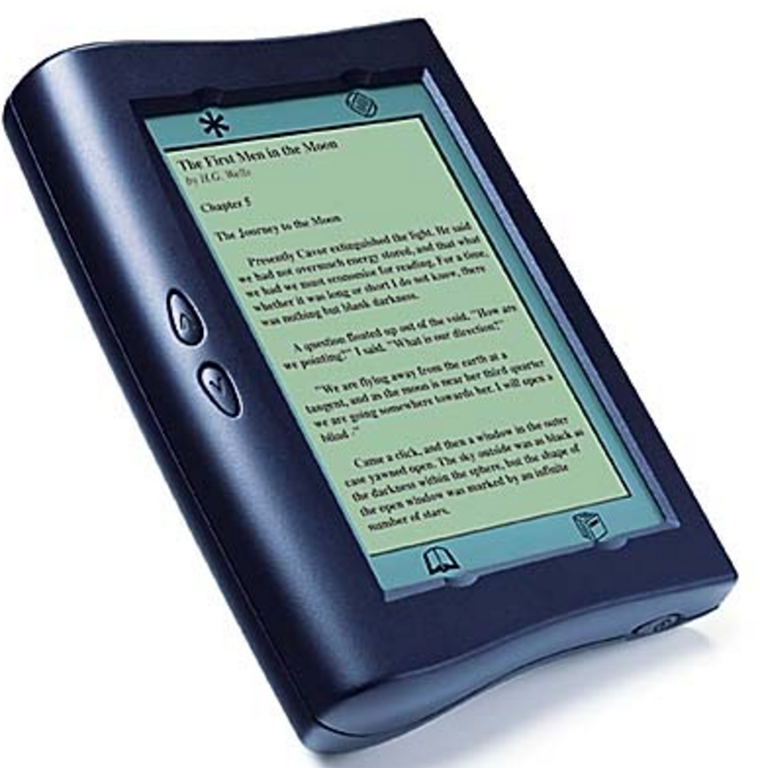 The First Men in the Moon
by H.G. Wells
Chapter 5
The Journey to the Moon
Presently Cavor extinguished the light. He said
we had not overmuch energy stored, and that what
we had we must economise for reading. For a time,
whether it was long or short I do not know, there
was nothing but blank darkness.
A question floated up out of the void. "How are
we pointing?" I said. "What is our direction?"
"We are flying away from the earth at a
tangent, and as the moon is near her third quarter
we are going somewhere towards her. I will open a
blind -"
Came a click, and then a window in the outer
case yawned open. The sky outside was as black as
the darkness within the sphere, but the shape of
the open window was marked by an infinite
number of stars.